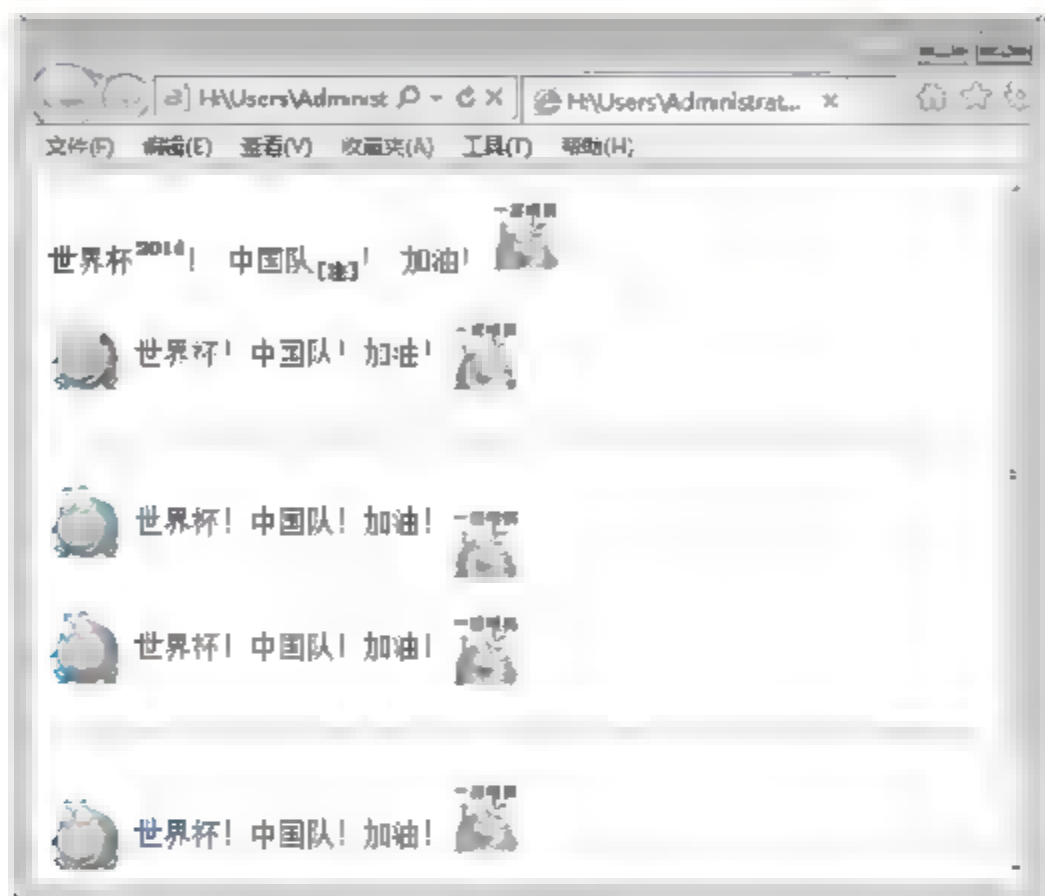 H:\Users\Administ
H:\Users\Administrat...
文件(F) 编辑(E) 查看(V) 收藏夹(A) 工具(T) 帮助(H)
世界杯2014! 中国队[注]! 加油!
世界杯! 中国队! 加油!
世界杯! 中国队! 加油!
世界杯! 中国队! 加油!
世界杯! 中国队! 加油!